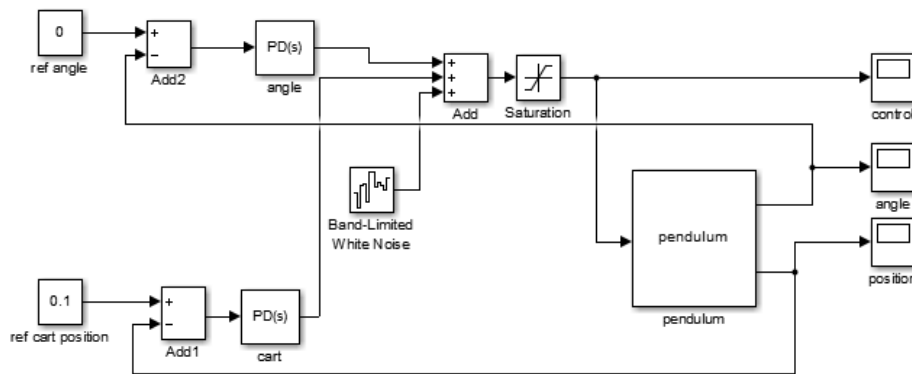 0
ref angle
+
−
Add2
PD(s)
angle
+
+
+
Add
Saturation
control
angle
position
Band-Limited
White Noise
pendulum
pendulum
0.1
ref cart position
+
−
Add1
PD(s)
cart